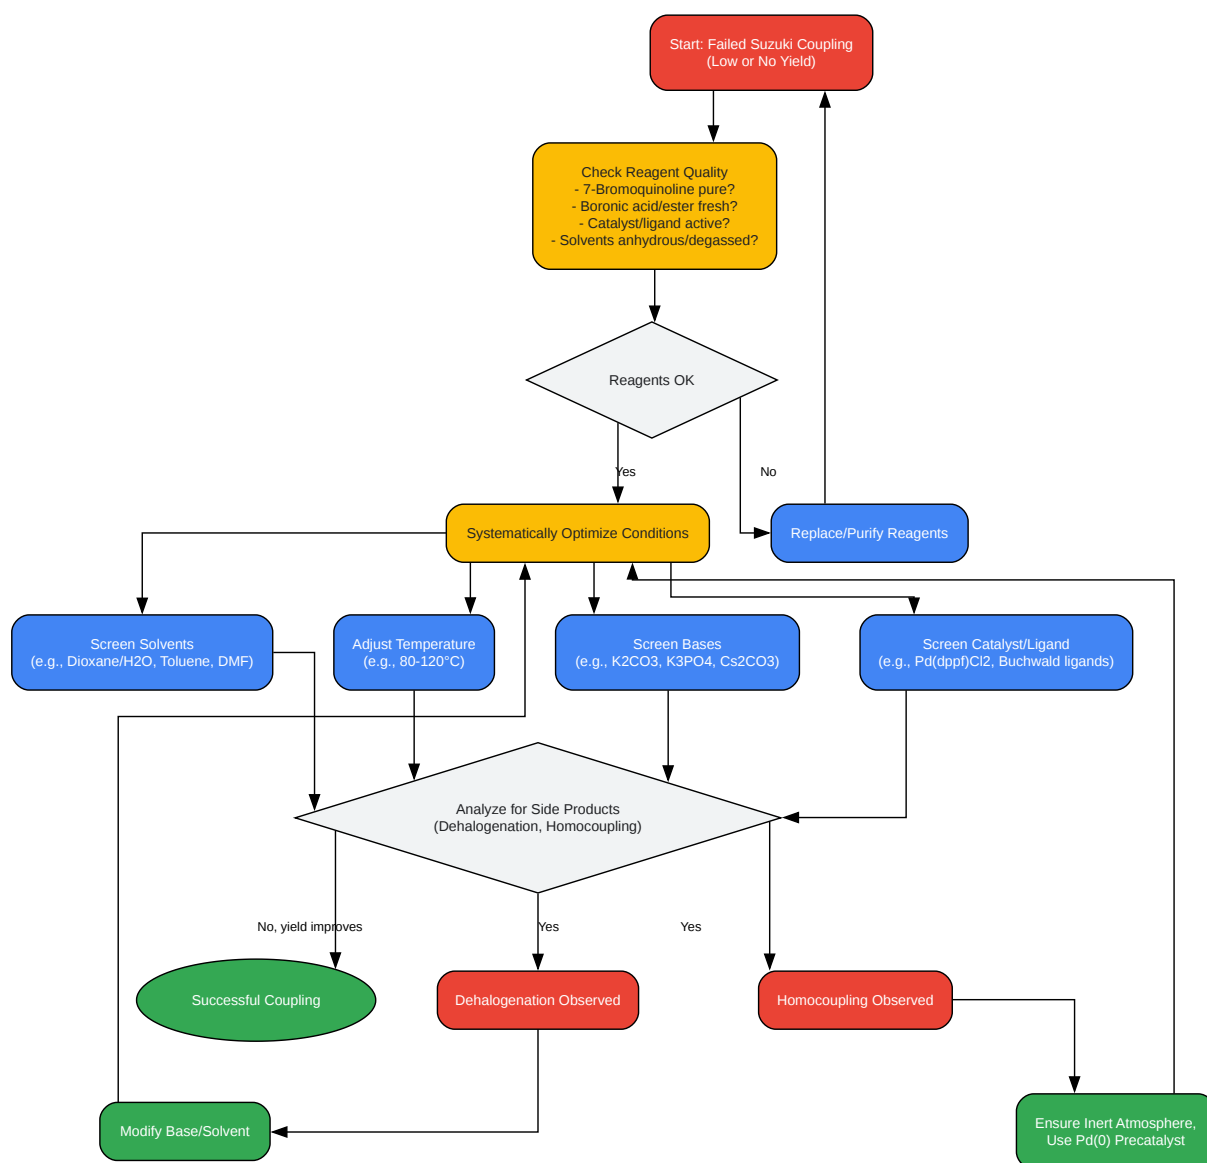 Start: Failed Suzuki Coupling
(Low or No Yield)
Check Reagent Quality
- 7-Bromoquinoline pure?
- Boronic acid/ester fresh?
- Catalyst/ligand active?
- Solvents anhydrous/degassed?
Reagents OK
Yes
No
Systematically Optimize Conditions
Replace/Purify Reagents
Screen Solvents
(e.g., Dioxane/H2O, Toluene, DMF)
Adjust Temperature
(e.g., 80-120°C)
Screen Bases
(e.g., K2CO3, K3PO4, Cs2CO3)
Screen Catalyst/Ligand
(e.g., Pd(dppf)Cl2, Buchwald ligands)
Analyze for Side Products
(Dehalogenation, Homocoupling)
No, yield improves
Yes
Yes
Successful Coupling
Dehalogenation Observed
Homocoupling Observed
Modify Base/Solvent
Ensure Inert Atmosphere,
Use Pd(0) Precatalyst